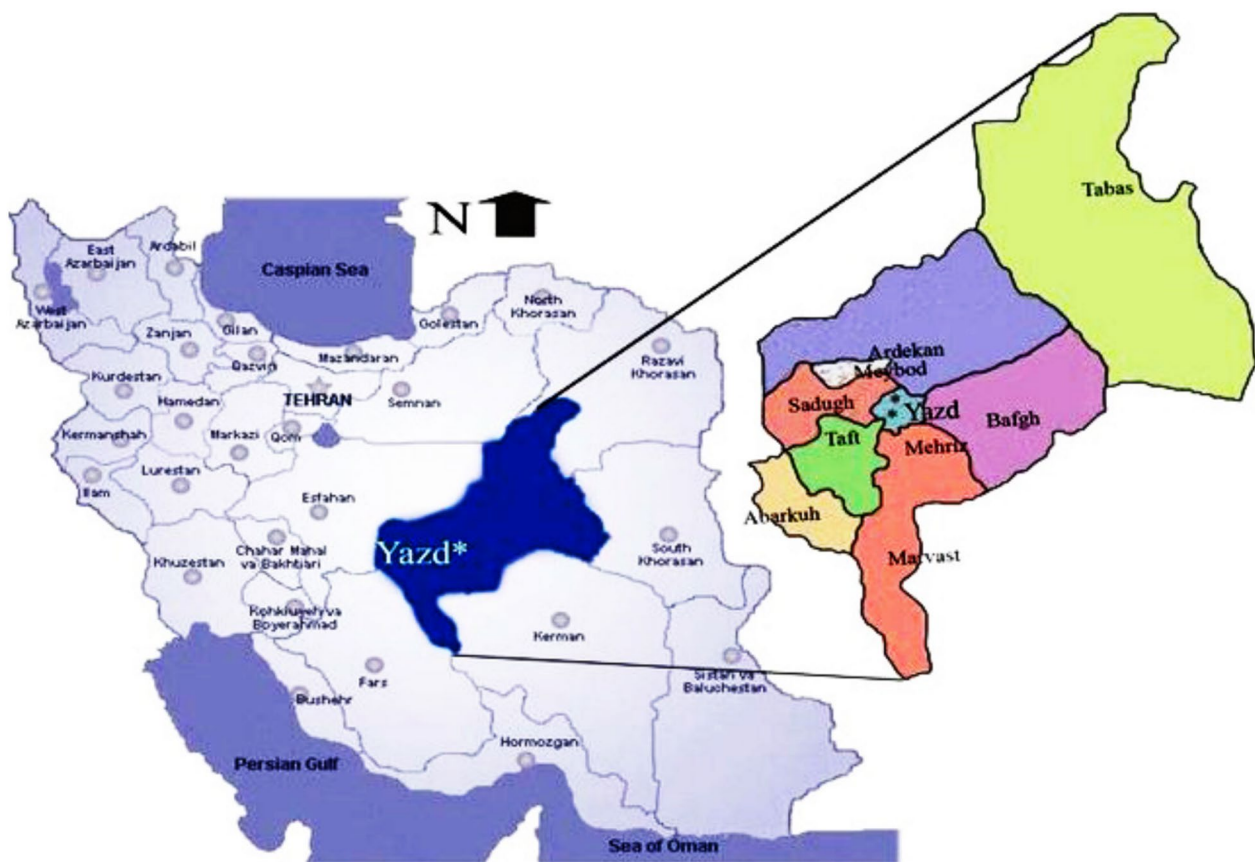 N
Caspian Sea
East
Azarbaijan
Ardabil
West
Azarbaijan
Zanjan
Gilan
Qazvin
Mazandaran
Golestan
North
Khorasan
Razavi
Khorasan
Kurdestan
Hamedan
TEHRAN
Semnan
Kermanshah
Markazi
Qom
Ilam
Lurestan
Esfahan
Yazd*
South
Khorasan
Khuzestan
Chahar Mahal
va Bakhtiari
Kohkiluyeh va
Boyerahmad
Kerman
Fars
Bushehr
Sistan va
Baluchestan
Hormozgan
Persian Gulf
Sea of Oman
Tabas
Ardekan
Meybod
Sadugh
Yazd
Bafgh
Taft
Mehriz
Abarkuh
Marvast